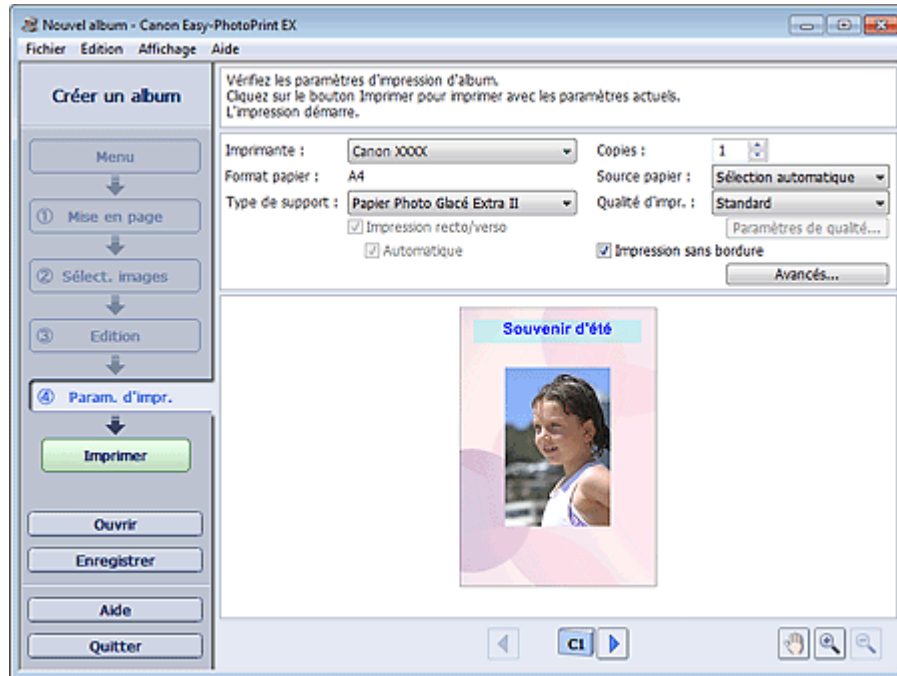 Nouvel album - Canon Easy-PhotoPrint EX
Fichier Edition Affichage Aide
Créer un album
Menu
① Mise en page
② Sélect. images
③ Edition
④ Param. d'impr.
Imprimer
Ouvrir
Enregistrer
Aide
Quitter
Vérifiez les paramètres d'impression d'album.
Cliquez sur le bouton Imprimer pour imprimer avec les paramètres actuels.
L'impression démarre.
Imprimante : Canon XXXX Copies : 1
Format papier : A4 Source papier : Sélection automatique
Type de support : Papier Photo Glacé Extra II Qualité d'impr. : Standard
Impression recto/verso Paramètres de qualité...
Automatique Impression sans bordure
Avancés...
Souvenir d'été
C1